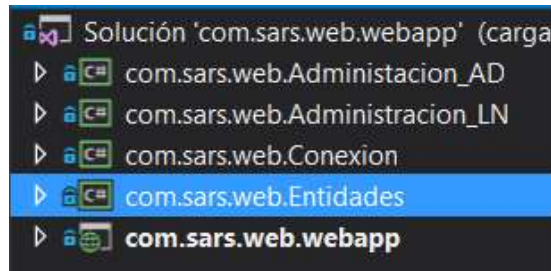 Solución 'com.sars.web.webapp' (carga
C# com.sars.web.Administacion_AD
C# com.sars.web.Administracion_LN
C# com.sars.web.Conexion
C# com.sars.web.Entidades
com.sars.web.webapp